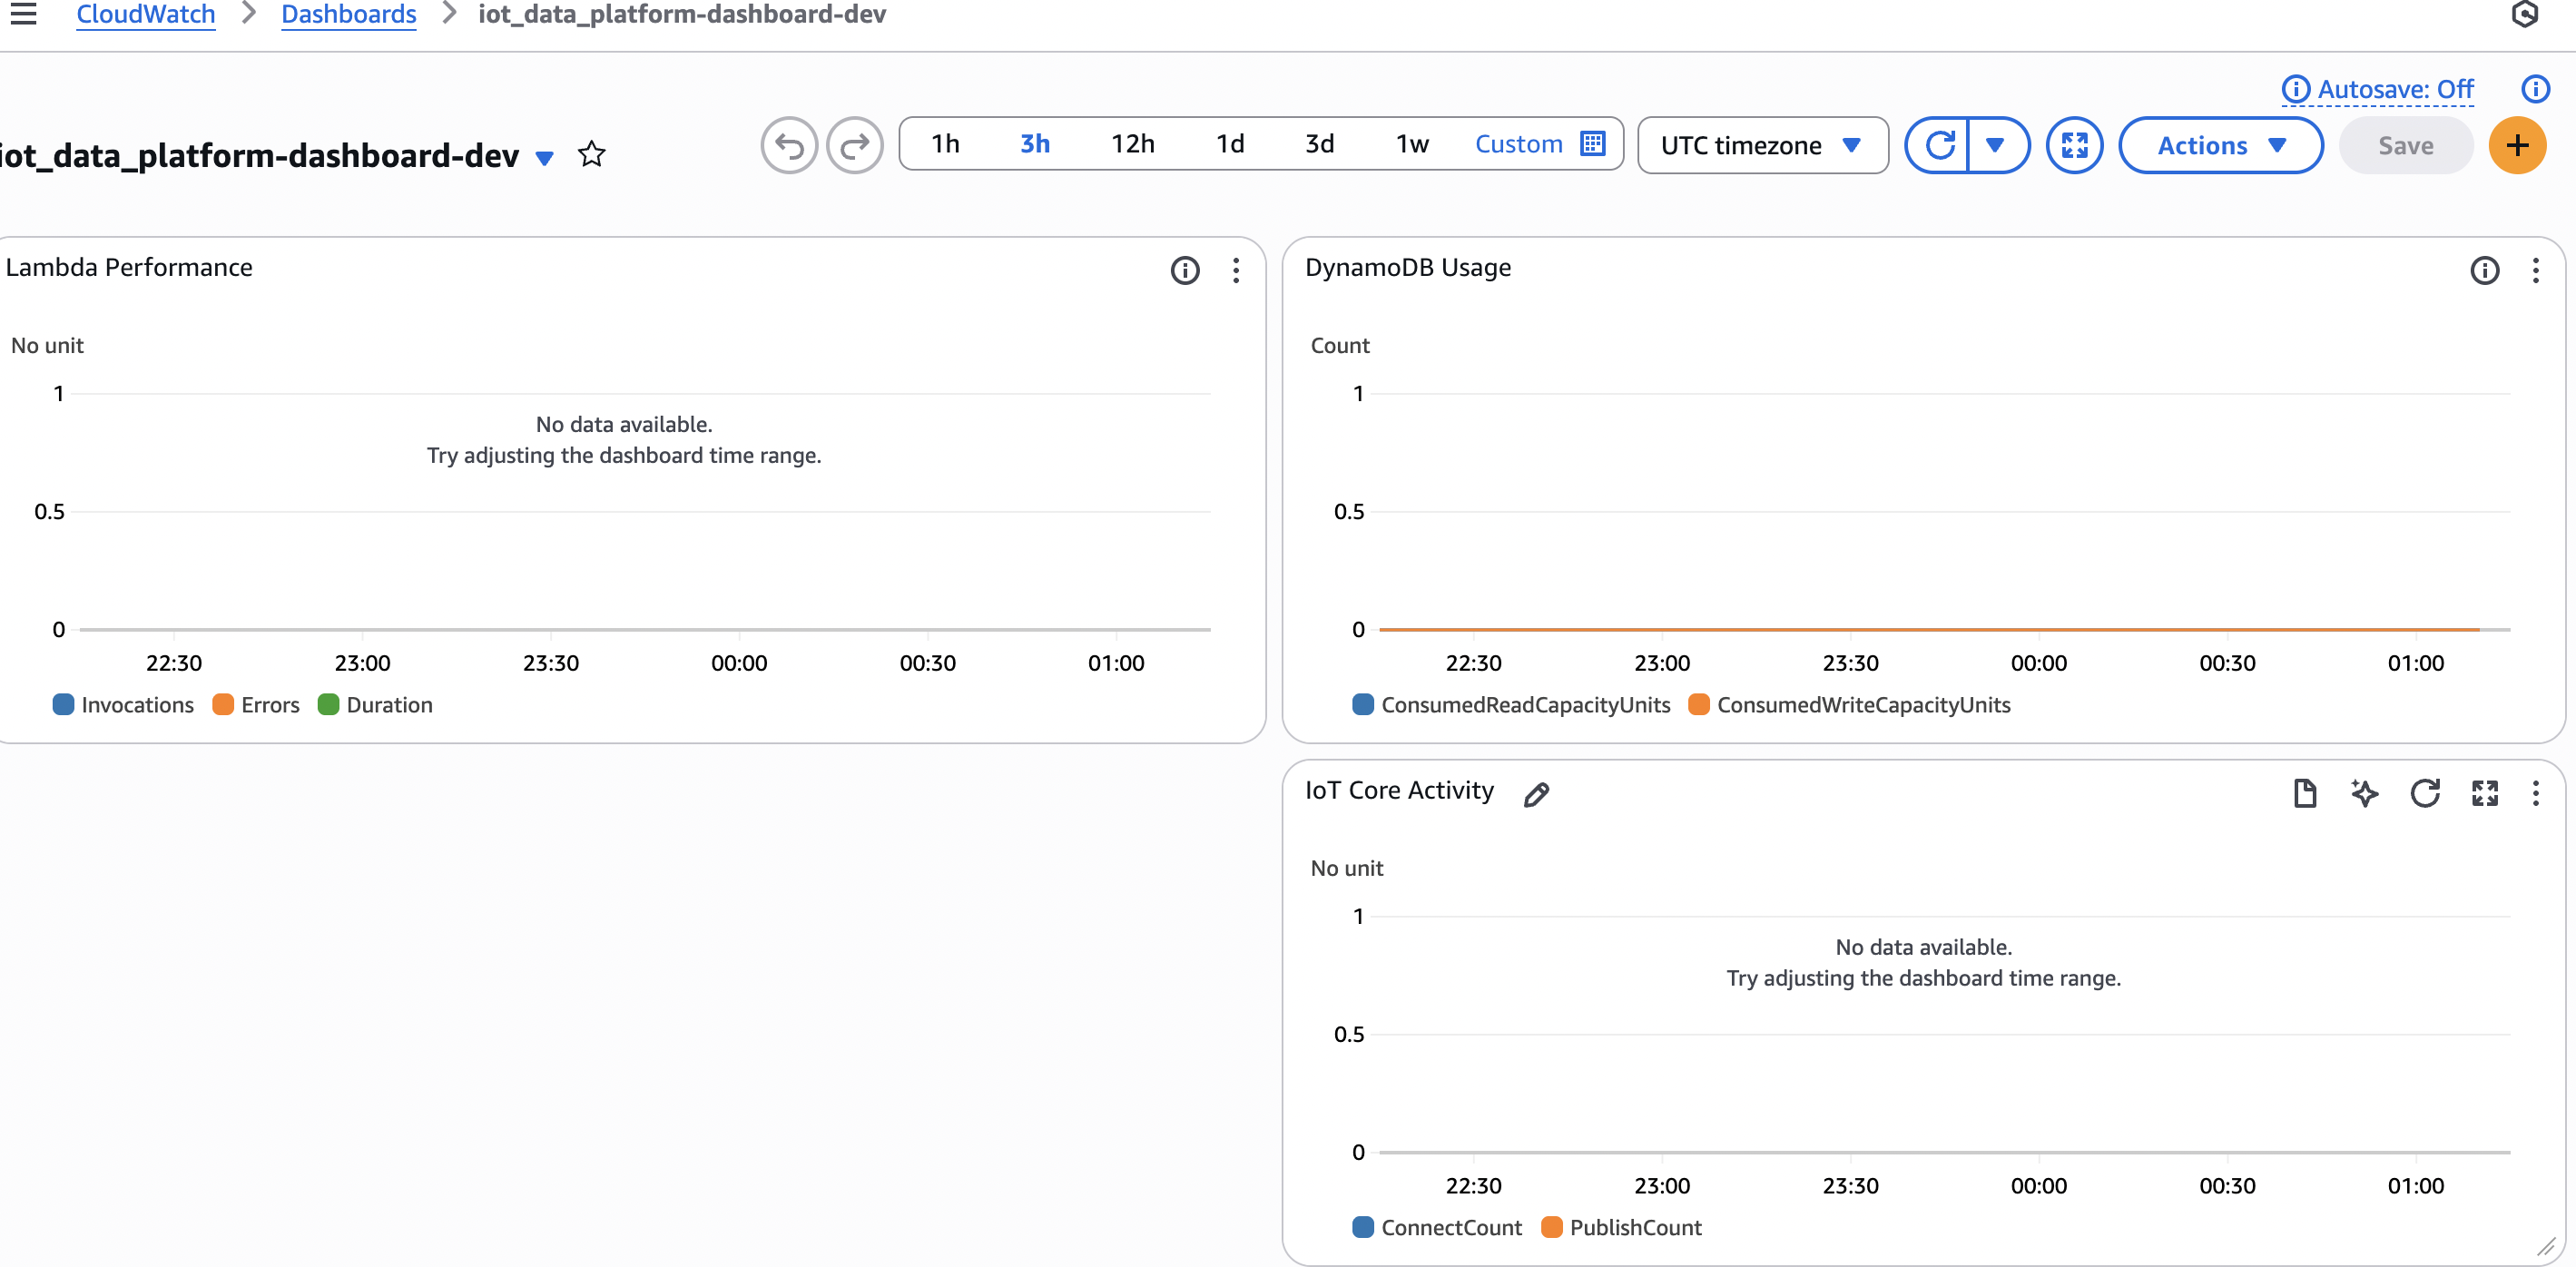 CloudWatch > Dashboards > iot_data_platform-dashboard-dev
Autosave: Off
iot_data_platform-dashboard-dev
1h 3h 12h 1d 3d 1w Custom
UTC timezone
Actions
Save
Lambda Performance
No unit
1
No data available.
Try adjusting the dashboard time range.
0.5
0
22:30 23:00 23:30 00:00 00:30 01:00
Invocations Errors Duration
DynamoDB Usage
Count
1
0.5
0
22:30 23:00 23:30 00:00 00:30 01:00
ConsumedReadCapacityUnits ConsumedWriteCapacityUnits
IoT Core Activity
No unit
1
No data available.
Try adjusting the dashboard time range.
0.5
0
22:30 23:00 23:30 00:00 00:30 01:00
ConnectCount PublishCount